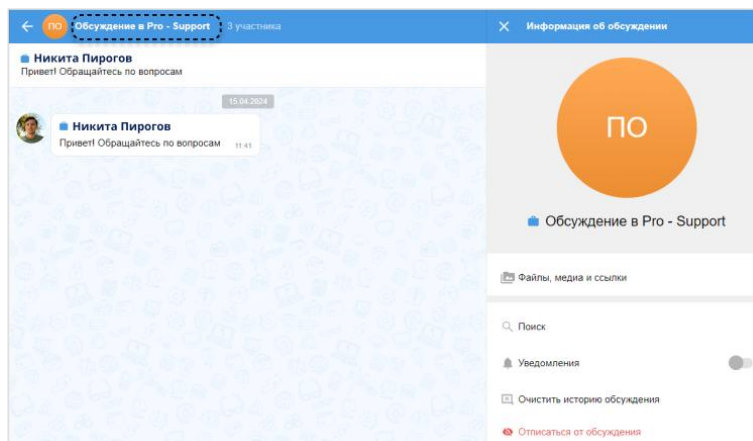 ПО Обсуждение в Pro - Support 3 участника
Никита Пирогов
Привет! Обращайтесь по вопросам
15.04.2024
Никита Пирогов
Привет! Обращайтесь по вопросам 11:41
Информация об обсуждении
ПО
Обсуждение в Pro - Support
Файлы, медиа и ссылки
Поиск
Уведомления
Очистить историю обсуждения
Отписаться от обсуждения